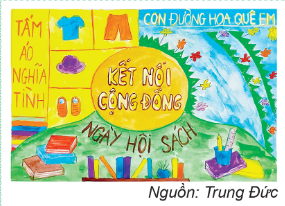 TẤM
ÁO
NGHĨA
TÌNH
CON ĐƯỜNG HOA QUÊ EM
KẾT NỐI
CỘNG ĐỒNG
NGÀY HỘI SÁCH
Nguồn: Trung Đức